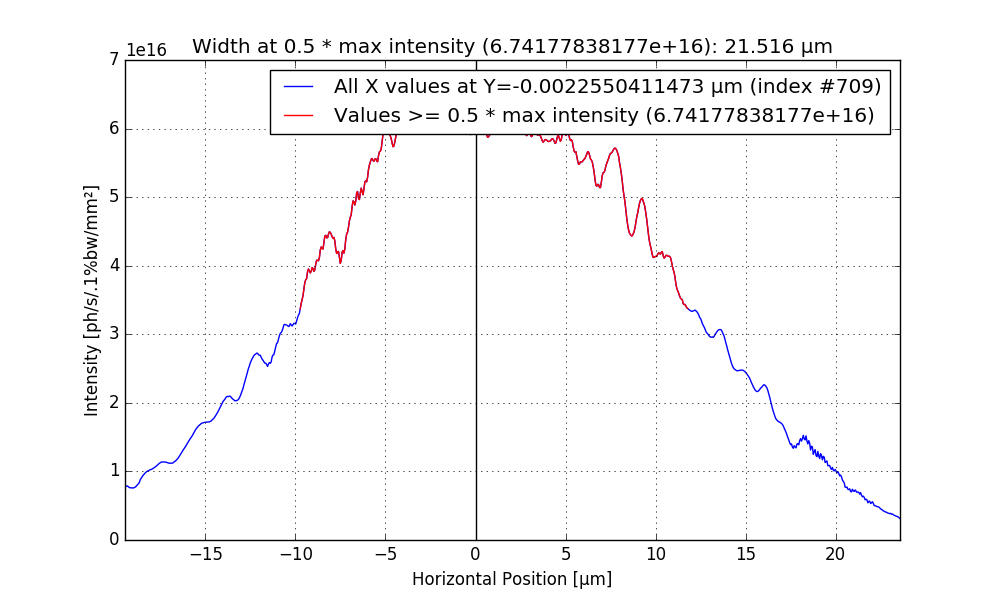 Width at 0.5 * max intensity (6.74177838177e+16): 21.516 µm
1e16
All X values at Y=-0.0022550411473 µm (index #709)
Values >= 0.5 * max intensity (6.74177838177e+16)
7
6
5
4
3
2
1
0
Intensity [ph/s/.1%bw/mm²]
−15 −10 −5 0 5 10 15 20
Horizontal Position [µm]